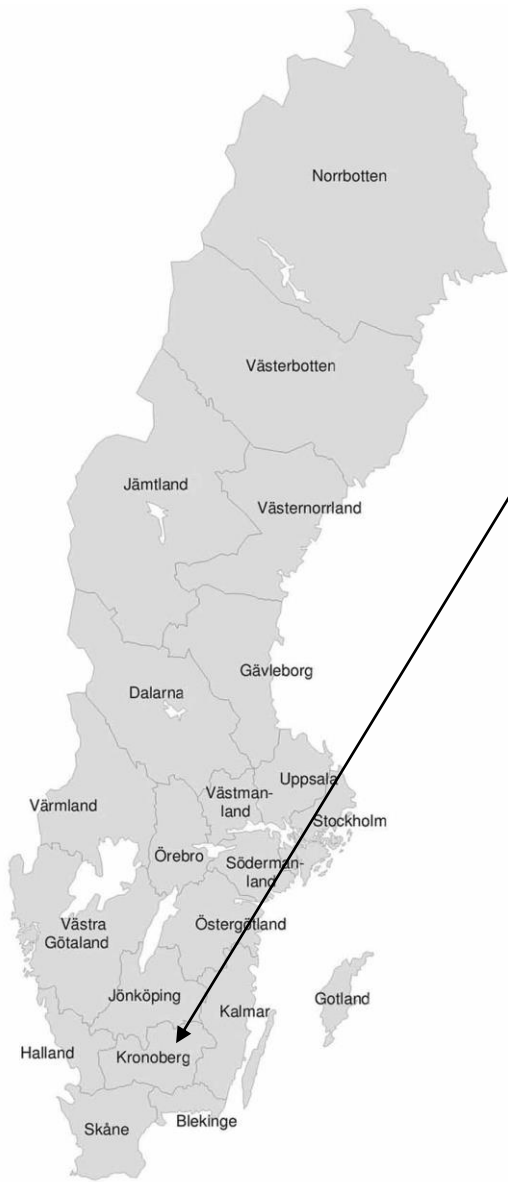 Norrbotten
Västerbotten
Jämtland
Västernorrland
Gävleborg
Dalarna
Uppsala
Västman-
land
Värmland
Stockholm
Örebro
Söderman-
land
Västra
Götaland
Östergötland
Jönköping
Gotland
Kalmar
Halland
Kronoberg
Blekinge
Skåne